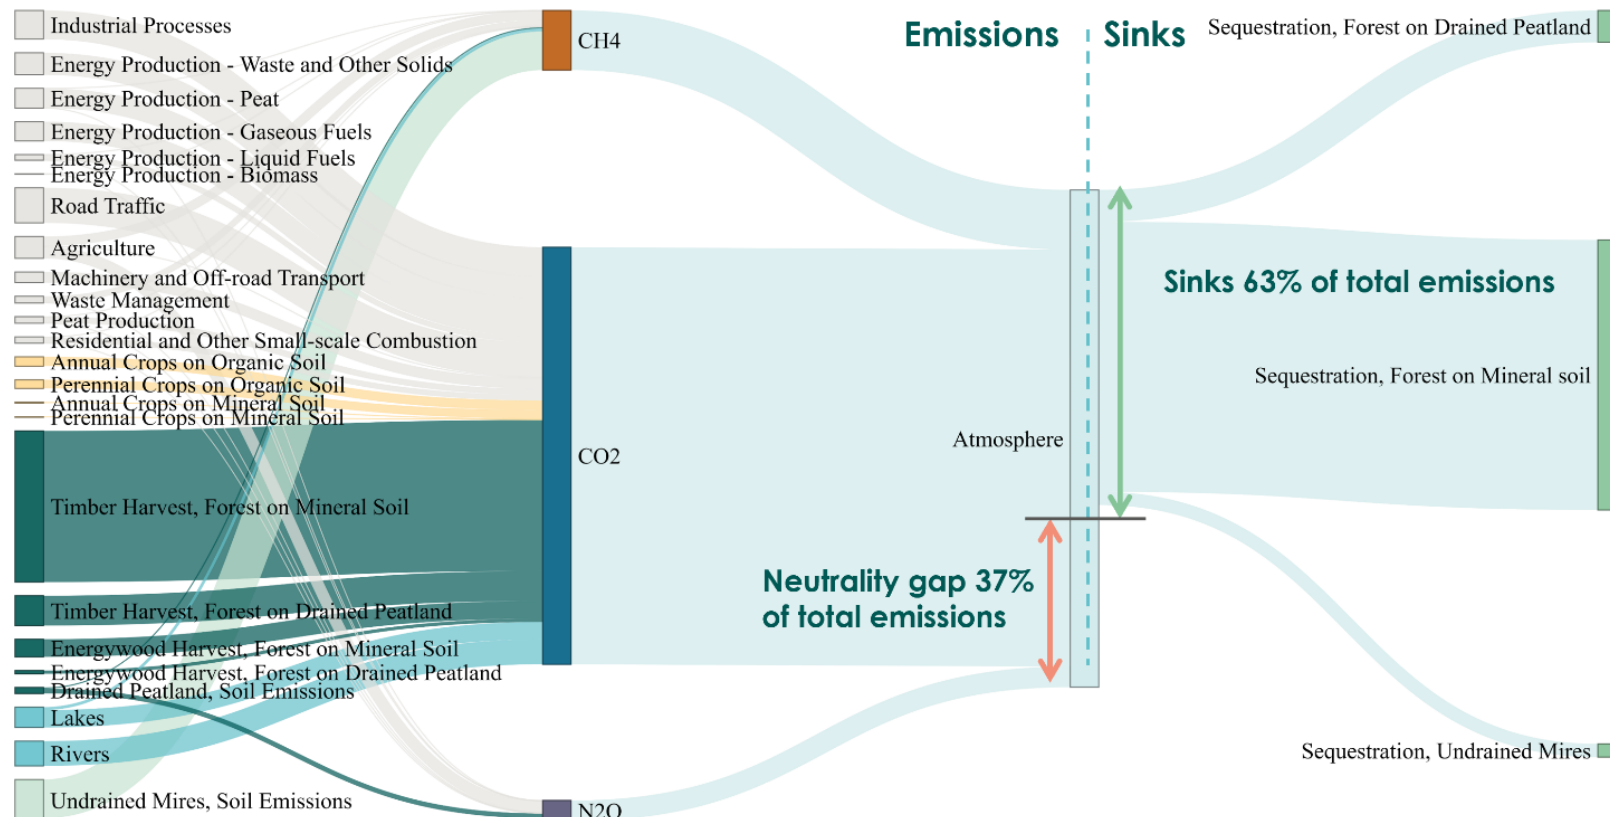 Industrial Processes
Energy Production - Waste and Other Solids
Energy Production - Peat
Energy Production - Gaseous Fuels
Energy Production - Liquid Fuels
Energy Production - Biomass
Road Traffic
Agriculture
Machinery and Off-road Transport
Waste Management
Peat Production
Residential and Other Small-scale Combustion
Annual Crops on Organic Soil
Perennial Crops on Organic Soil
Annual Crops on Mineral Soil
Perennial Crops on Mineral Soil
Timber Harvest, Forest on Mineral Soil
Timber Harvest, Forest on Drained Peatland
Energywood Harvest, Forest on Mineral Soil
Energywood Harvest, Forest on Drained Peatland
Drained Peatland, Soil Emissions
Lakes
Rivers
Undrained Mires, Soil Emissions
CH4
CO2
N2O
Emissions
Sinks
Atmosphere
Neutrality gap 37%
of total emissions
Sinks 63% of total emissions
Sequestration, Forest on Drained Peatland
Sequestration, Forest on Mineral soil
Sequestration, Undrained Mires